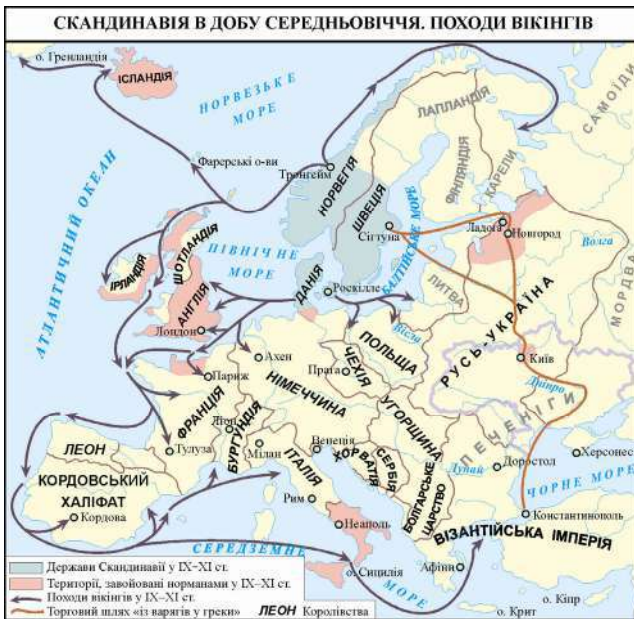 СКАНДИНАВІЯ В ДОБУ СЕРЕДНЬОВІЧЧЯ. ПОХОДИ ВІКІНГІВ
о. Гренландія
ІСЛАНДІЯ
НОРВЕЗЬКЕ
МОРЕ
Фарерські о-ви
Тронгейм
ЛАПЛАНДІЯ
САМОЇДИ
ФІНЛЯНДІЯ
КАРЕЛИ
НОРВЕГІЯ
ШВЕЦІЯ
Сігтуна
Ладога
Новгород
Волга
МОРДВА
АТЛАНТИЧНИЙ ОКЕАН
ШОТЛАНДІЯ
ІРЛАНДІЯ
АНГЛІЯ
Лондон
ПІВНІЧНЕ
МОРЕ
ДАНІЯ
Роскілле
БАЛТІЙСЬКЕ МОРЕ
ЛИТВА
Вісла
ПОЛЬЩА
РУСЬ-УКРАЇНА
Київ
Дніпро
Ахен
Прага
ЧЕХІЯ
Париж
НІМЕЧЧИНА
ФРАНЦІЯ
БУРГУНДІЯ
Ліон
Тулуза
Мілан
Венеція
УГОРЩИНА
ХОРВАТІЯ
СЕРБІЯ
ПЕЧЕНІГИ
Дунай
Доростол
Херсонес
ЧОРНЕ МОРЕ
ЛЕОН
КОРДОВСЬКИЙ
ХАЛІФАТ
Кордова
ІТАЛІЯ
Рим
Неаполь
БОЛГАРСЬКЕ
ЦАРСТВО
Константинополь
ВІЗАНТІЙСЬКА ІМПЕРІЯ
Афіни
СЕРЕДЗЕМНЕ
МОРЕ
о. Сицилія
о. Крит
о. Кіпр
Держави Скандинавії у IX–XI ст.
Території, завойовані норманами у IX–XI ст.
Походи вікінгів у IX–XI ст.
Торговий шлях «із варягів у греки»
ЛЕОН Королівства